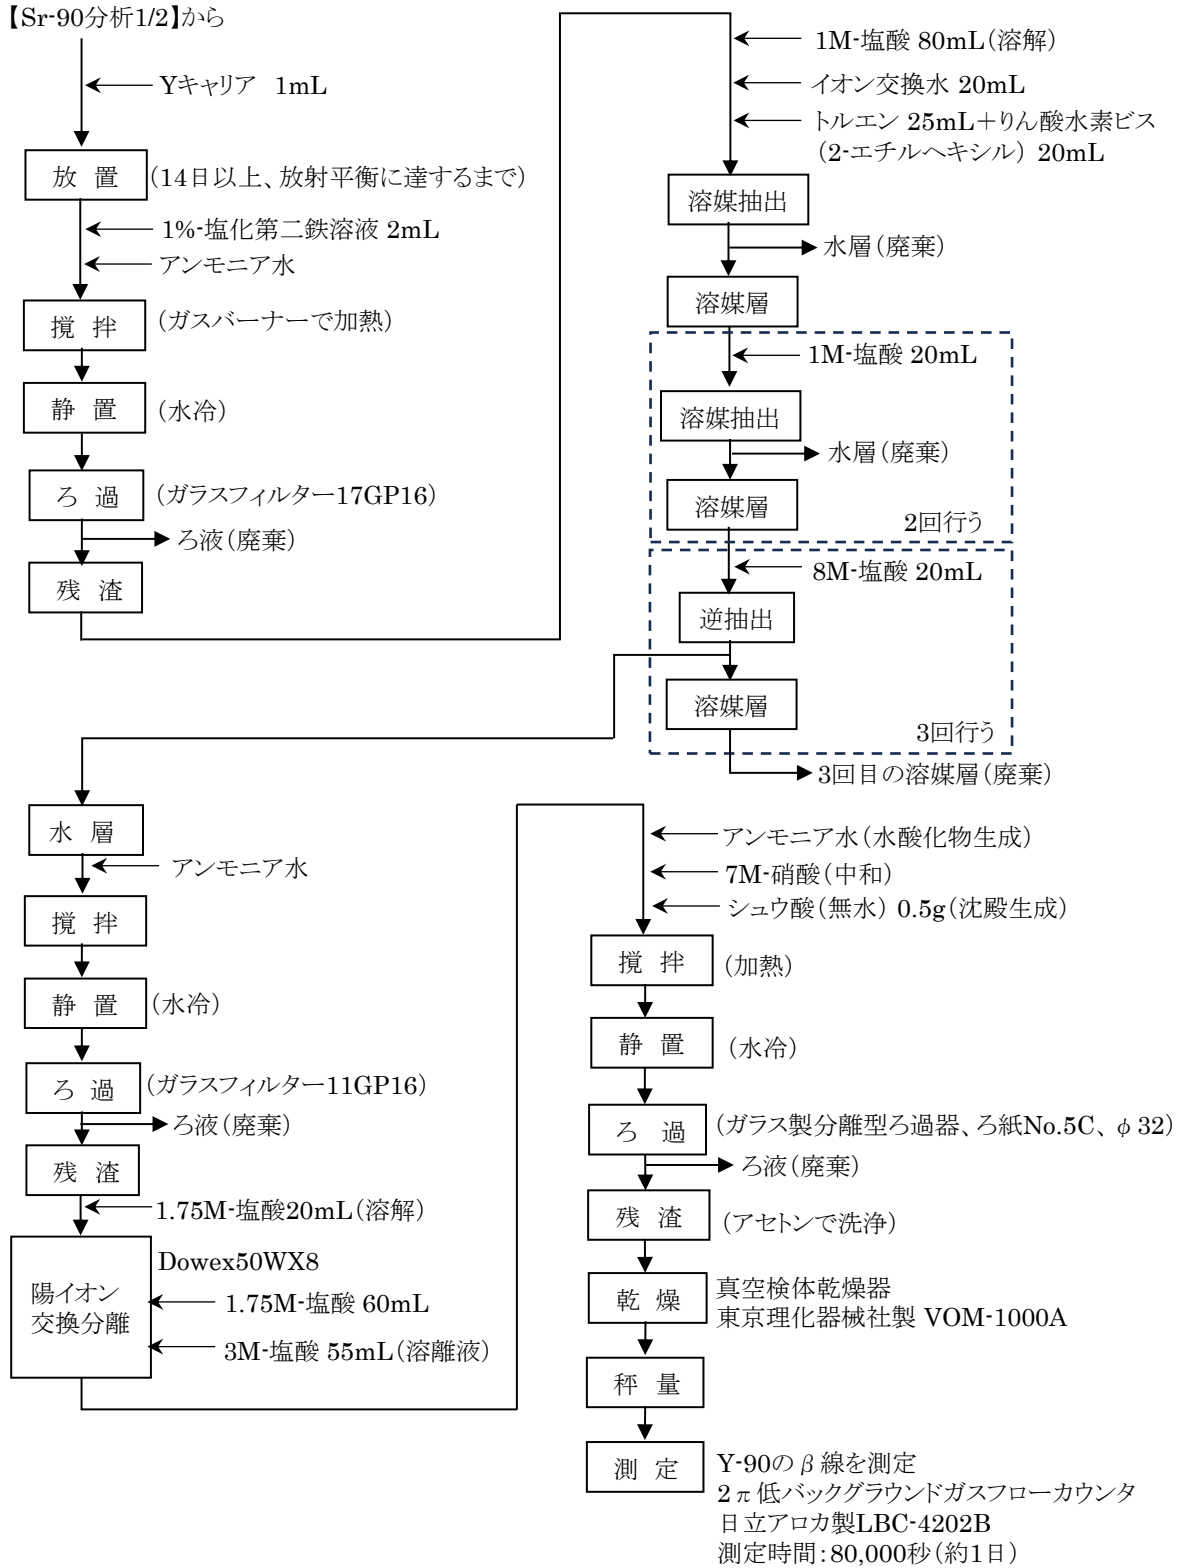 【Sr-90分析1/2】から
Yキャリア 1mL
放 置
(14日以上、放射平衡に達するまで)
1%-塩化第二鉄溶液 2mL
アンモニア水
攪 拌
(ガスバーナーで加熱)
静 置
(水冷)
ろ 過
(ガラスフィルター17GP16)
ろ液(廃棄)
残 渣
1M-塩酸 80mL(溶解)
イオン交換水 20mL
トルエン 25mL+りん酸水素ビス
(2-エチルヘキシル) 20mL
溶媒抽出
水層(廃棄)
溶媒層
1M-塩酸 20mL
溶媒抽出
水層(廃棄)
溶媒層
2回行う
8M-塩酸 20mL
逆抽出
溶媒層
3回行う
3回目の溶媒層(廃棄)
水 層
アンモニア水
攪 拌
静 置
(水冷)
ろ 過
(ガラスフィルター11GP16)
ろ液(廃棄)
残 渣
1.75M-塩酸20mL(溶解)
陽イオン
交換分離
Dowex50WX8
1.75M-塩酸 60mL
3M-塩酸 55mL(溶離液)
アンモニア水(水酸化物生成)
7M-硝酸(中和)
シュウ酸(無水) 0.5g(沈殿生成)
攪 拌
(加熱)
静 置
(水冷)
ろ 過
(ガラス製分離型ろ過器、ろ紙No.5C、φ32)
ろ液(廃棄)
残 渣
(アセトンで洗浄)
乾 燥
真空検体乾燥器
東京理化器械社製 VOM-1000A
秤 量
測 定
Y-90のβ線を測定
2π低バックグラウンドガスフローカウンタ
日立アロカ製LBC-4202B
測定時間:80,000秒(約1日)